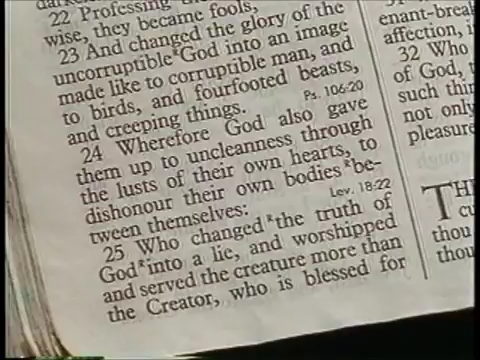 22 Professing
wise, they became fools,
23 And changed the glory of the
uncorruptible God into an image
made like to corruptible man, and
to birds, and fourfooted beasts,
and creeping things. Ps. 106:20
24 Wherefore God also gave
them up to uncleanness through
the lusts of their own hearts, to
dishonour their own bodies *be-
tween themselves: Lev. 18:22
25 Who changed *the truth of
God *into a lie, and worshipped
and served the creature more than
the Creator, who is blessed for
enant-break
affection, i
32 Who
of God,
such thin
not only
pleasure
TH
cu
thou
thou